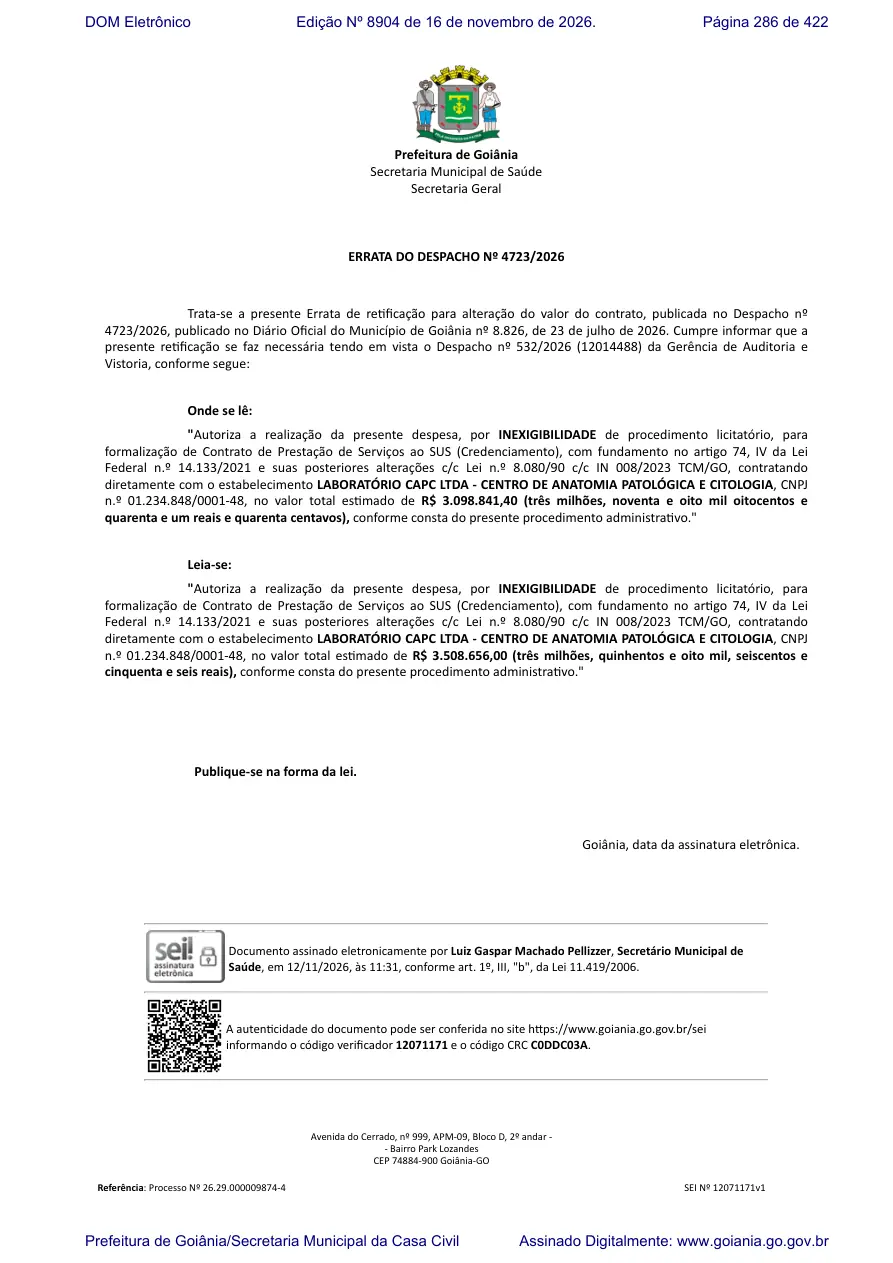 DOM Eletrônico Edição Nº 8904 de 16 de novembro de 2026. Página 286 de 422
Prefeitura de Goiânia
Secretaria Municipal de Saúde
Secretaria Geral
ERRATA DO DESPACHO Nº 4723/2026
Trata-se a presente Errata de retificação para alteração do valor do contrato, publicada no Despacho nº
4723/2026, publicado no Diário Oficial do Município de Goiânia nº 8.826, de 23 de julho de 2026. Cumpre informar que a
presente retificação se faz necessária tendo em vista o Despacho nº 532/2026 (12014488) da Gerência de Auditoria e
Vistoria, conforme segue:
Onde se lê:
"Autoriza a realização da presente despesa, por INEXIGIBILIDADE de procedimento licitatório, para
formalização de Contrato de Prestação de Serviços ao SUS (Credenciamento), com fundamento no artigo 74, IV da Lei
Federal n.º 14.133/2021 e suas posteriores alterações c/c Lei n.º 8.080/90 c/c IN 008/2023 TCM/GO, contratando
diretamente com o estabelecimento LABORATÓRIO CAPC LTDA - CENTRO DE ANATOMIA PATOLÓGICA E CITOLOGIA, CNPJ
n.º 01.234.848/0001-48, no valor total estimado de R$ 3.098.841,40 (três milhões, noventa e oito mil oitocentos e
quarenta e um reais e quarenta centavos), conforme consta do presente procedimento administrativo."
Leia-se:
"Autoriza a realização da presente despesa, por INEXIGIBILIDADE de procedimento licitatório, para
formalização de Contrato de Prestação de Serviços ao SUS (Credenciamento), com fundamento no artigo 74, IV da Lei
Federal n.º 14.133/2021 e suas posteriores alterações c/c Lei n.º 8.080/90 c/c IN 008/2023 TCM/GO, contratando
diretamente com o estabelecimento LABORATÓRIO CAPC LTDA - CENTRO DE ANATOMIA PATOLÓGICA E CITOLOGIA, CNPJ
n.º 01.234.848/0001-48, no valor total estimado de R$ 3.508.656,00 (três milhões, quinhentos e oito mil, seiscentos e
cinquenta e seis reais), conforme consta do presente procedimento administrativo."
Publique-se na forma da lei.
Goiânia, data da assinatura eletrônica.
sei!
assinatura
eletrônica
Documento assinado eletronicamente por Luiz Gaspar Machado Pellizzer, Secretário Municipal de
Saúde, em 12/11/2026, às 11:31, conforme art. 1º, III, "b", da Lei 11.419/2006.
A autenticidade do documento pode ser conferida no site https://www.goiania.go.gov.br/sei
informando o código verificador 12071171 e o código CRC C0DDC03A.
Avenida do Cerrado, nº 999, APM-09, Bloco D, 2º andar -
- Bairro Park Lozandes
CEP 74884-900 Goiânia-GO
Referência: Processo Nº 26.29.000009874-4 SEI Nº 12071171v1
Prefeitura de Goiânia/Secretaria Municipal da Casa Civil Assinado Digitalmente: www.goiania.go.gov.br